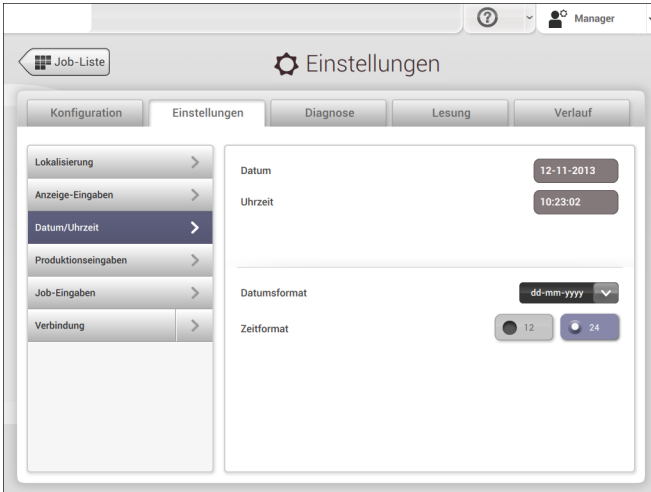 ? Manager
Job-Liste
Einstellungen
Konfiguration Einstellungen Diagnose Lesung Verlauf
Lokalisierung
Anzeige-Eingaben
Datum/Uhrzeit
Produktionseingaben
Job-Eingaben
Verbindung
Datum 12-11-2013
Uhrzeit 10:23:02
Datumsformat dd-mm-yyyy
Zeitformat 12 24